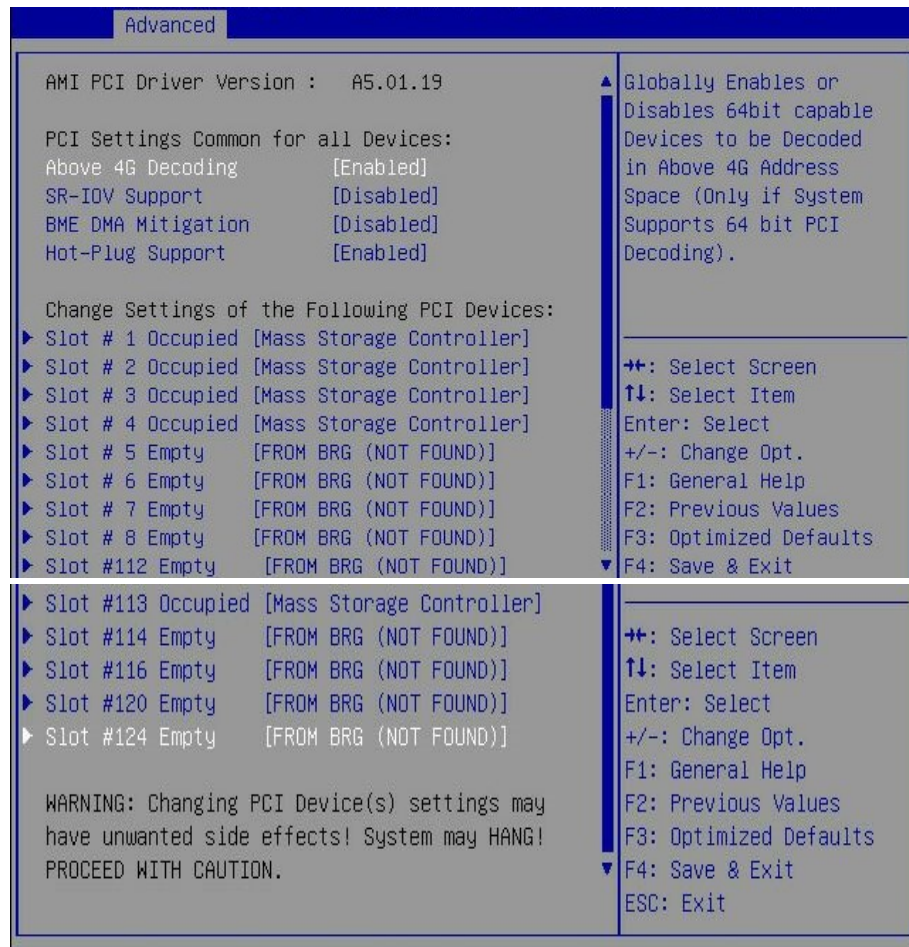 Advanced
AMI PCI Driver Version : A5.01.19
PCI Settings Common for all Devices:
Above 4G Decoding [Enabled]
SR-IOV Support [Disabled]
BME DMA Mitigation [Disabled]
Hot-Plug Support [Enabled]
Change Settings of the Following PCI Devices:
Slot # 1 Occupied [Mass Storage Controller]
Slot # 2 Occupied [Mass Storage Controller]
Slot # 3 Occupied [Mass Storage Controller]
Slot # 4 Occupied [Mass Storage Controller]
Slot # 5 Empty [FROM BRG (NOT FOUND)]
Slot # 6 Empty [FROM BRG (NOT FOUND)]
Slot # 7 Empty [FROM BRG (NOT FOUND)]
Slot # 8 Empty [FROM BRG (NOT FOUND)]
Slot #112 Empty [FROM BRG (NOT FOUND)]
Globally Enables or
Disables 64bit capable
Devices to be Decoded
in Above 4G Address
Space (Only if System
Supports 64 bit PCI
Decoding).
→←: Select Screen
↑↓: Select Item
Enter: Select
+/-: Change Opt.
F1: General Help
F2: Previous Values
F3: Optimized Defaults
F4: Save & Exit
Slot #113 Occupied [Mass Storage Controller]
Slot #114 Empty [FROM BRG (NOT FOUND)]
Slot #116 Empty [FROM BRG (NOT FOUND)]
Slot #120 Empty [FROM BRG (NOT FOUND)]
Slot #124 Empty [FROM BRG (NOT FOUND)]
WARNING: Changing PCI Device(s) settings may
have unwanted side effects! System may HANG!
PROCEED WITH CAUTION.
→←: Select Screen
↑↓: Select Item
Enter: Select
+/-: Change Opt.
F1: General Help
F2: Previous Values
F3: Optimized Defaults
F4: Save & Exit
ESC: Exit